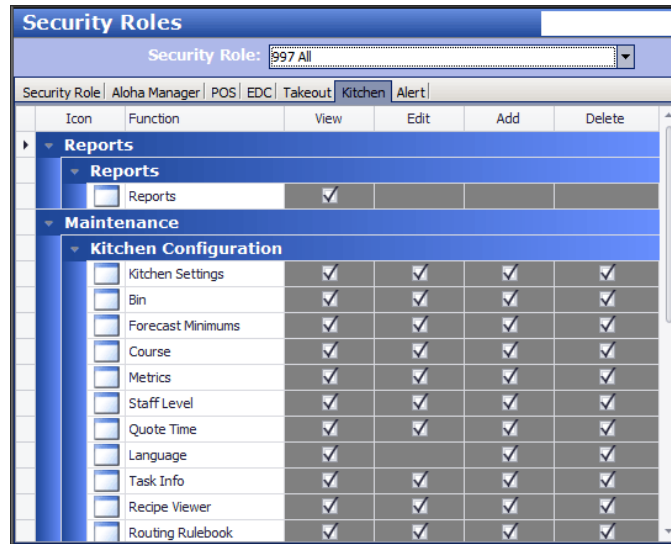 Security Roles
Security Role: 997 All
Security Role Aloha Manager POS EDC Takeout Kitchen Alert
Icon Function View Edit Add Delete
Reports
Reports
Reports
Maintenance
Kitchen Configuration
Kitchen Settings
Bin
Forecast Minimums
Course
Metrics
Staff Level
Quote Time
Language
Task Info
Recipe Viewer
Routing Rulebook